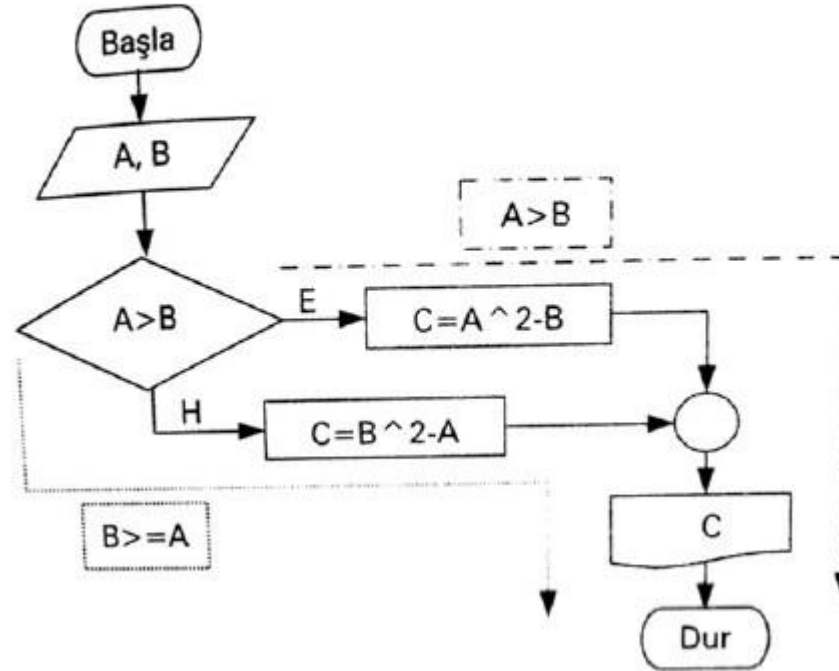 Başla
A, B
A>B
A>B
E
C=A^2-B
H
C=B^2-A
B>=A
C
Dur